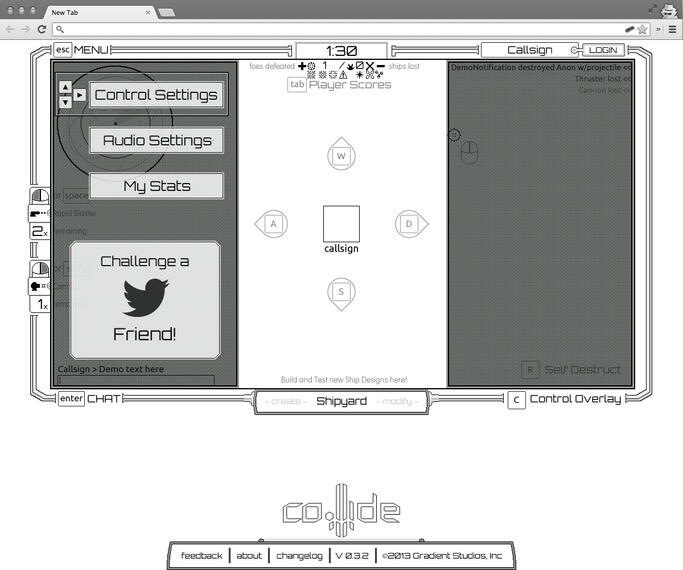 New Tab
esc MENU
1:30
Callsign
LOGIN
foes defeated
1
ships lost
tab Player Scores
DemoNotification destroyed Anon w/projectile <<
Thruster lost <<
Cannon lost <<
Control Settings
Audio Settings
My Stats
or space
Rapid Blaster
2x remaining
or
1x remaining
Challenge a
Friend!
W
A
D
S
callsign
Callsign > Demo text here
Build and Test new Ship Designs here!
R Self Destruct
enter CHAT
- create - Shipyard - modify -
C Control Overlay
co.llide
feedback | about | changelog | V 0.3.2 | ©2013 Gradient Studios, Inc